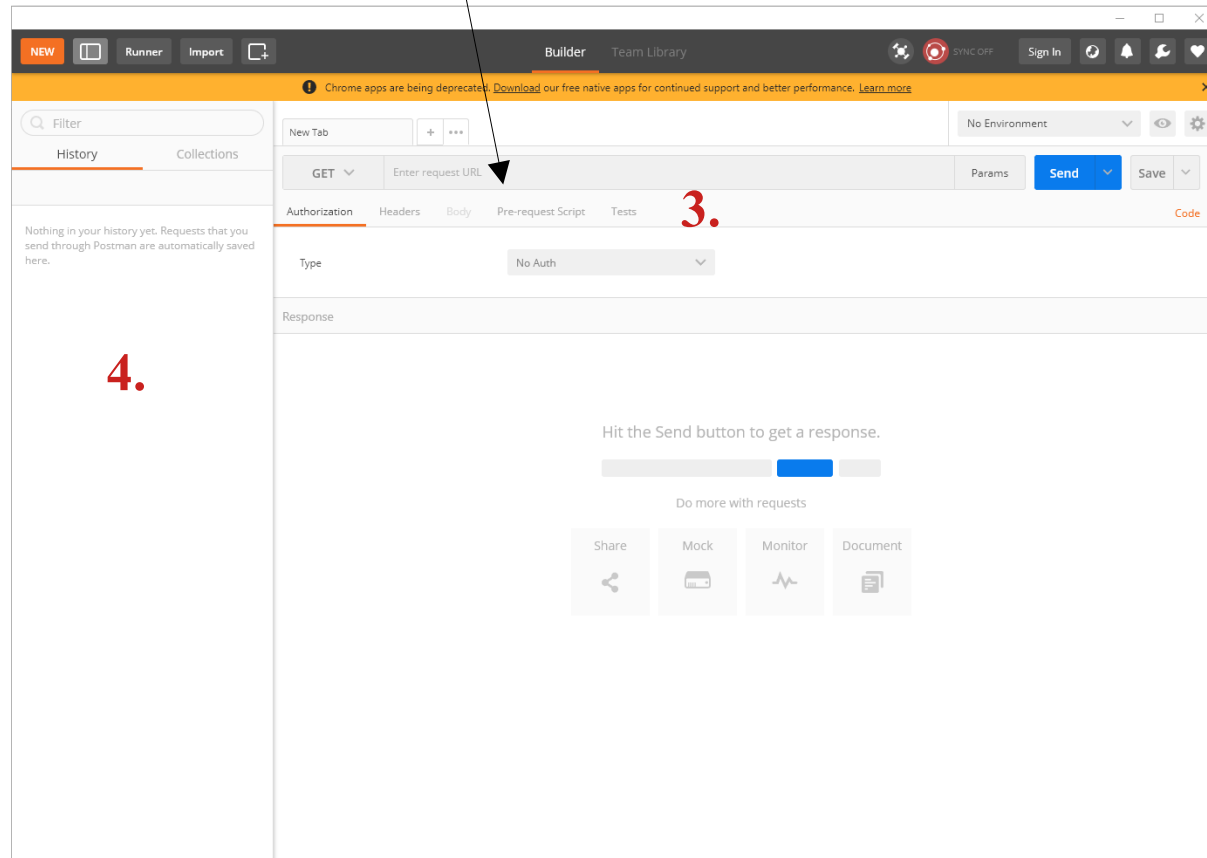 NEW Runner Import Builder Team Library SYNC OFF Sign In
Chrome apps are being deprecated. Download our free native apps for continued support and better performance. Learn more
Filter
History Collections
Nothing in your history yet. Requests that you
send through Postman are automatically saved
here.
4.
New Tab + ••• No Environment
GET Enter request URL Params Send Save
Authorization Headers Body Pre-request Script Tests 3. Code
Type No Auth
Response
Hit the Send button to get a response.
Do more with requests
Share Mock Monitor Document